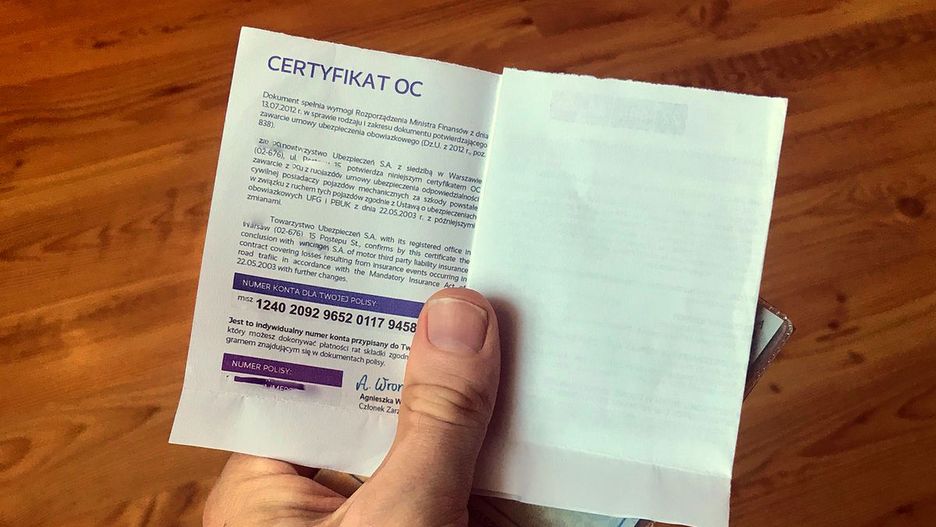 CERTYFIKAT OC
Dokument spełnia wymogi Rozporządzenia Ministra Finansów z dnia
13.07.2012 r. w sprawie rodzaju i zakresu dokumentu potwierdzającego
zawarcie umowy ubezpieczenia obowiązkowego (Dz.U. z 2012 r., poz.
838).
Ubezpieczeń S.A. z siedzibą w Warszawie
(02-676), ul. Postępu 15 potwierdza niniejszym certyfikatem OC
zawarcie z umowy ubezpieczenia odpowiedzialności
cywilnej posiadaczy pojazdów mechanicznych za szkody powstałe
w związku z ruchem tych pojazdów zgodnie z Ustawą o ubezpieczeniach
obowiązkowych UFG i PBUK z dnia 22.05.2003 r. z późniejszymi
zmianami.
Towarzystwo Ubezpieczeń S.A. with its registered office in
Warsaw (02-676), 15 Postępu St., confirms by this certificate the
conclusion with S.A. of motor third party liability insurance
contract covering losses resulting from insurance events occurring in
road traffic in accordance with the Mandatory Insurance Act of
22.05.2003 with further changes.
NUMER KONTA DLA TWOJEJ POLISY:
1240 2092 9652 0117 9458
Jest to indywidualny numer konta przypisany do
który możesz dokonywać płatności rat składki
gramem znajdującym się w dokumentach polisy.
NUMER POLISY:
A. Wron
Agnieszka W
Członek Zarz